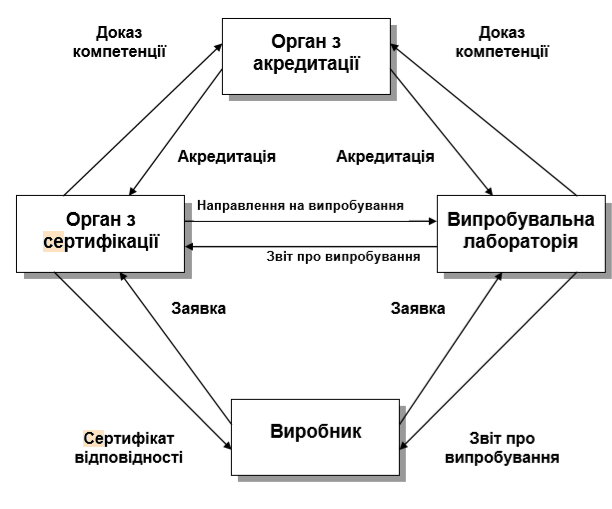 Доказ
компетенції
Орган з
акредитації
Доказ
компетенції
Акредитація
Акредитація
Орган з
сертифікації
Направлення на випробування
Випробувальна
лабораторія
Звіт про випробування
Заявка
Заявка
Сертифікат
відповідності
Виробник
Звіт про
випробування